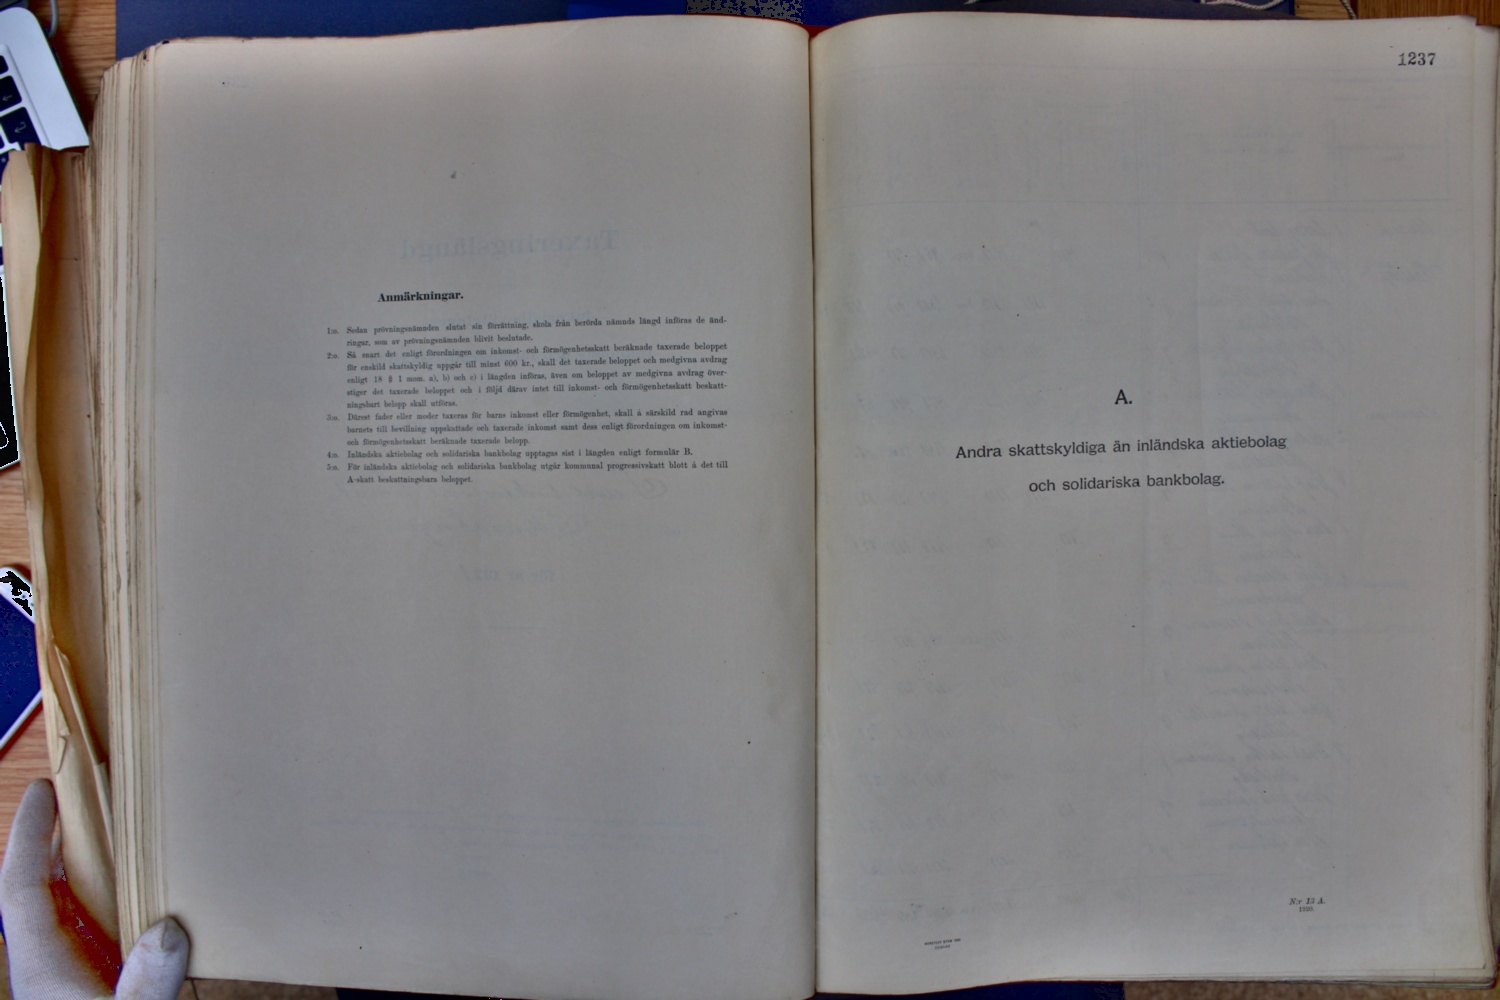 Anmärkningar.
1:o. Sedan prövningsnämnden slutat sin förrättning, skola från berörda nämnds längd införas de änd-
ringar, som av prövningsnämnden blivit beslutade.
2:o. Så snart det enligt förordningen om inkomst- och förmögenhetsskatt beräknade taxerade beloppet
för enskild skattskyldig uppgår till minst 600 kr., skall det taxerade beloppet och medgivna avdrag
enligt 18 § 1 mom. a), b) och c) i längden införas, även om beloppet av medgivna avdrag över-
stiger det taxerade beloppet och i följd därav intet till inkomst- och förmögenhetsskatt beskatt-
ningsbart belopp skall utföras.
3:o. Därest fader eller moder taxeras för barns inkomst eller förmögenhet, skall å särskild rad angivas
barnets till bevillning uppskattade och taxerade inkomst samt dess enligt förordningen om inkomst-
och förmögenhetsskatt beräknade taxerade belopp.
4:o. Inländska aktiebolag och solidariska bankbolag upptagas sist i längden enligt formulär B.
5:o. För inländska aktiebolag och solidariska bankbolag utgår kommunal progressivskatt blott å det till
A-skatt beskattningsbara beloppet.
1237
A.
Andra skattskyldiga än inländska aktiebolag
och solidariska bankbolag.
N:r 13 A.
1920.